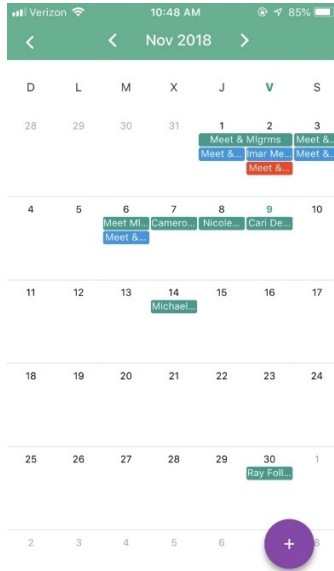 Verizon 10:48 AM 85%
Nov 2018
D L M X J V S
28 29 30 31 1 2 3
Meet & MIgrms Meet &..
Meet &... Imar Me... Meet &..
Meet &...
4 5 6 7 8 9 10
Meet MI... Camero... Nicole... Cari De...
Meet &...
11 12 13 14 15 16 17
Michael...
18 19 20 21 22 23 24
25 26 27 28 29 30 1
Ray Foll...
2 3 4 5 6 8
+